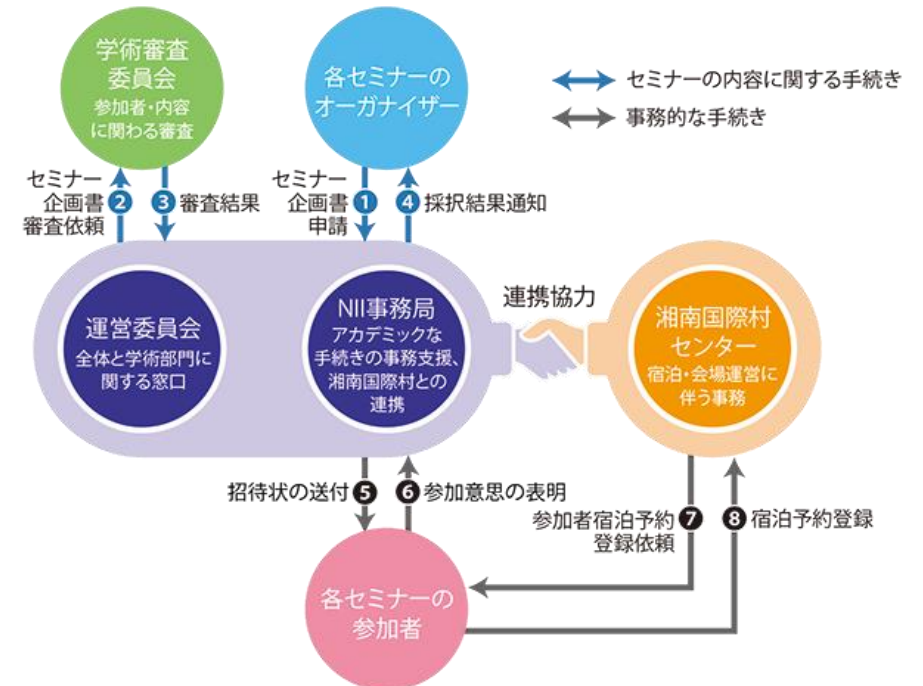 学術審査
委員会
参加者・内容
に関わる審査
各セミナーの
オーガナイザー
セミナーの内容に関する手続き
事務的な手続き
セミナー
企画書
審査依頼
2
3
審査結果
セミナー
企画書
申請
1
4
採択結果通知
運営委員会
全体と学術部門に
関する窓口
NII事務局
アカデミックな
手続きの事務支援、
湘南国際村との
連携
連携協力
湘南国際村
センター
宿泊・会場運営に
伴う事務
招待状の送付
5
6
参加意思の表明
参加者宿泊予約
登録依頼
7
8
宿泊予約登録
各セミナーの
参加者